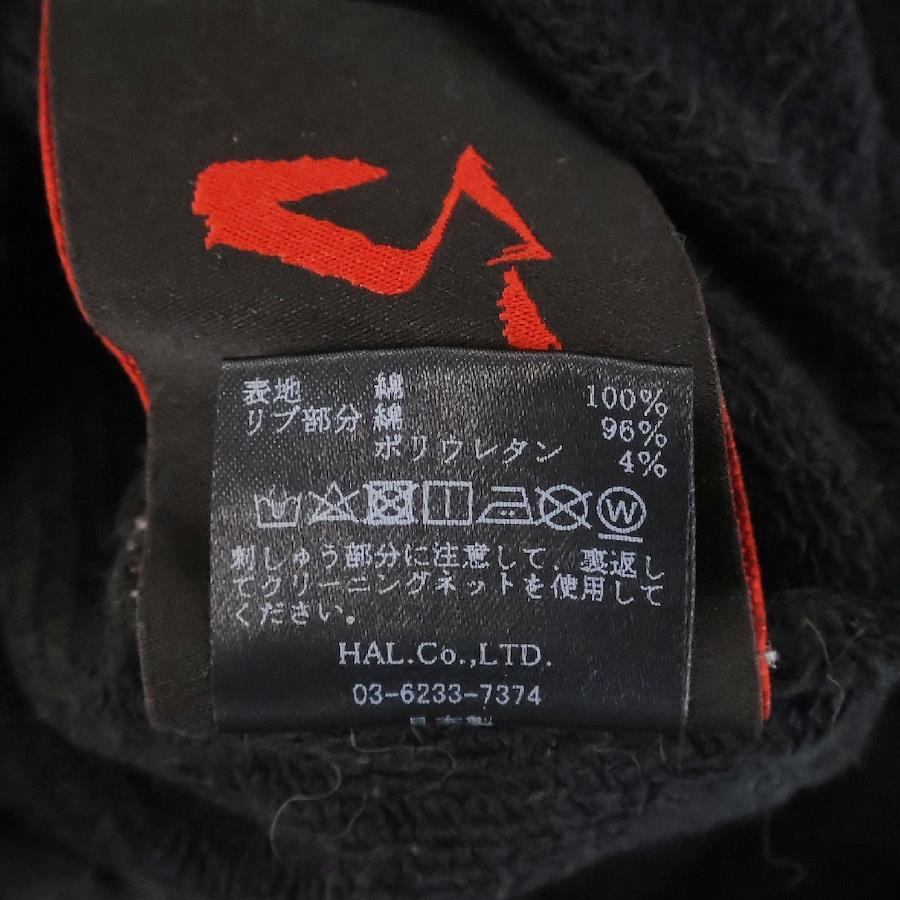 表地 綿 100%
リブ部分 綿 96%
ポリウレタン 4%
W
刺しゅう部分に注意して、裏返し
てクリーニングネットを使用して
ください。
HAL.Co.,LTD.
03-6233-7374